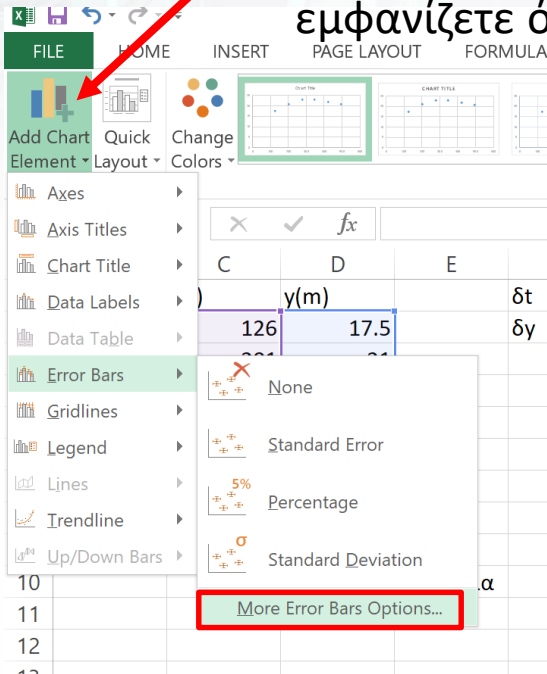 εμφανίζετε ό
FILE HOME INSERT PAGE LAYOUT FORMULA
Add Chart Element
Quick Layout
Change Colors
Chart Title
CHART TITLE
Axes
Axis Titles
Chart Title
Data Labels
Data Table
Error Bars
Gridlines
Legend
Lines
Trendline
Up/Down Bars
fx
C D E
) y(m) δt
126 17.5 δy
None
Standard Error
5%
Percentage
σ
Standard Deviation
More Error Bars Options...
10 α
11
12